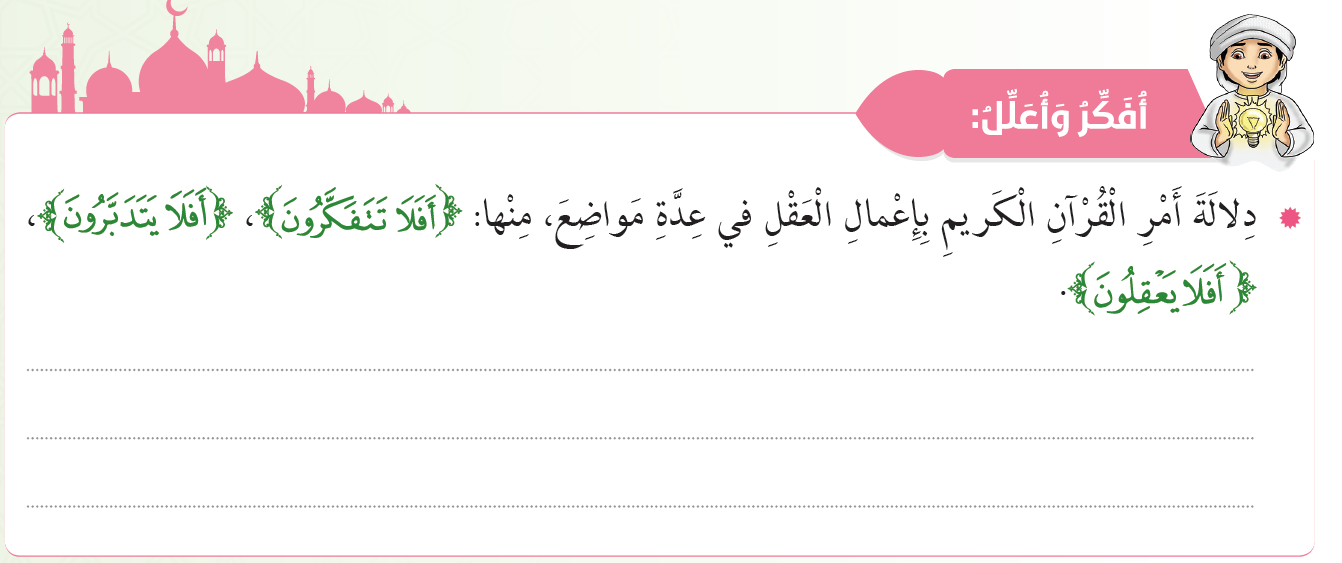 أُفَكِّرُ وَأُعَلِّلُ:
دِلالَةَ أَمْرِ الْقُرْآنِ الْكَريمِ بِإِعْمالِ الْعَقْلِ في عِدَّةِ مَواضِعَ، مِنْها: ﴿أَفَلَا تَتَفَكَّرُونَ﴾، ﴿أَفَلَا يَتَدَبَّرُونَ﴾،
﴿أَفَلَا يَعْقِلُونَ﴾.